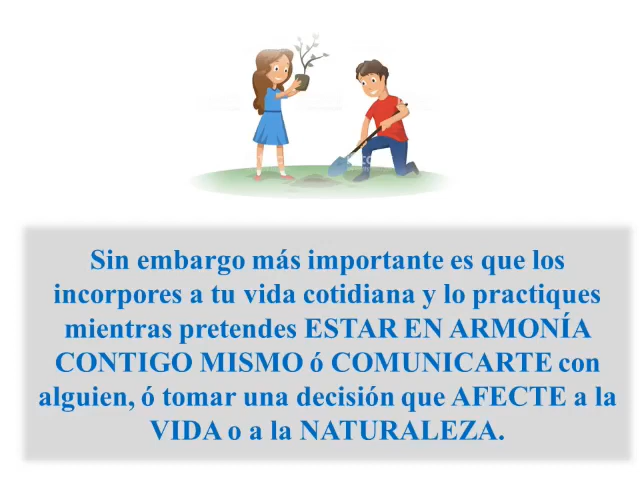 Sin embargo más importante es que los
incorpores a tu vida cotidiana y lo practiques
mientras pretendes ESTAR EN ARMONÍA
CONTIGO MISMO ó COMUNICARTE con
alguien, ó tomar una decisión que AFECTE a la
VIDA o a la NATURALEZA.